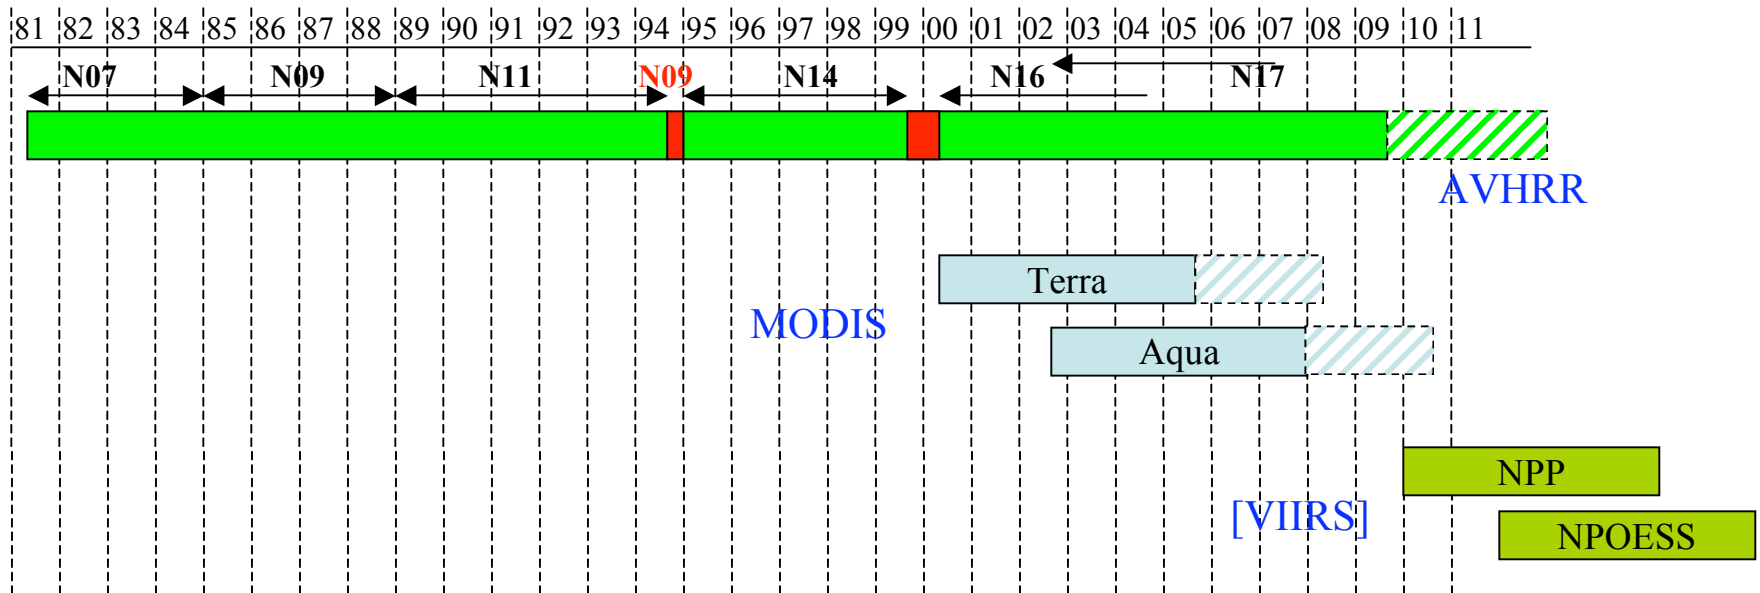 81 82 83 84 85 86 87 88 89 90 91 92 93 94 95 96 97 98 99 00 01 02 03 04 05 06 07 08 09 10 11
N07 N09 N11 N09 N14 N16 N17
AVHRR
Terra
MODIS
Aqua
NPP
[VIIRS]
NPOESS